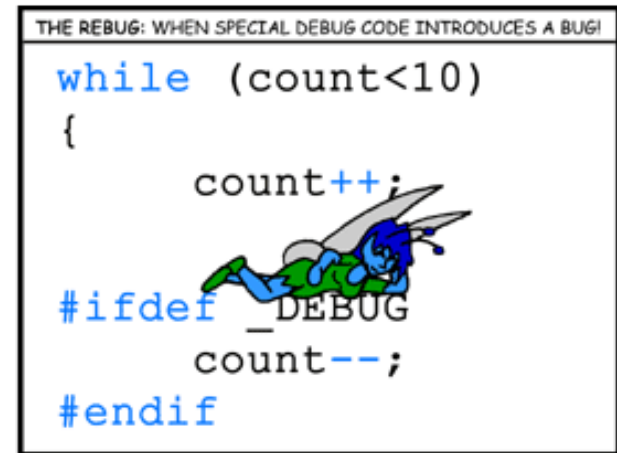 THE REBUG: WHEN SPECIAL DEBUG CODE INTRODUCES A BUG!
while (count<10)
{
count++;
#ifdef _DEBUG
count--;
#endif